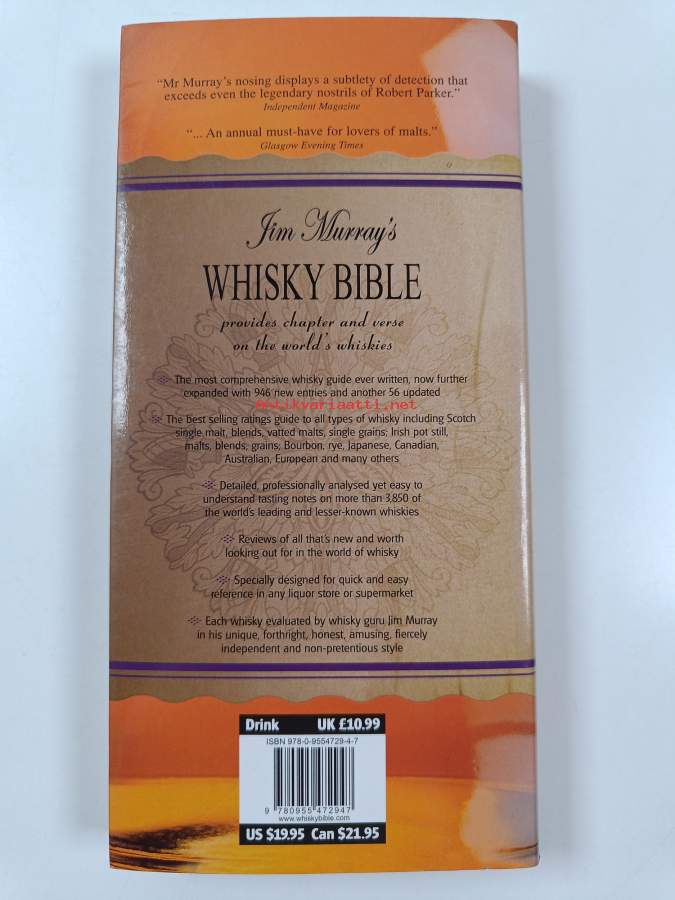 “Mr Murray’s nosing displays a subtlety of detection that
exceeds even the legendary nostrils of Robert Parker.”
Independent Magazine
“... An annual must-have for lovers of malts.”
Glasgow Evening Times
Jim Murray’s
WHISKY BIBLE
provides chapter and verse
on the world’s whiskies
The most comprehensive whisky guide ever written, now further
expanded with 946 new entries and another 56 updated
Antikvariaatti.net
The best selling ratings guide to all types of whisky including Scotch
single malt, blends, vatted malts, single grains; Irish pot still,
malts, blends, grains; Bourbon, rye, Japanese, Canadian,
Australian, European and many others
Detailed, professionally analysed yet easy to
understand tasting notes on more than 3,850 of
the world’s leading and lesser-known whiskies
Reviews of all that’s new and worth
looking out for in the world of whisky
Specially designed for quick and easy
reference in any liquor store or supermarket
Each whisky evaluated by whisky guru Jim Murray
in his unique, forthright, honest, amusing, fiercely
independent and non-pretentious style
Drink UK £10.99
ISBN 978-0-9554729-4-7
9 780955 472947
www.whiskybible.com
US $19.95 Can $21.95